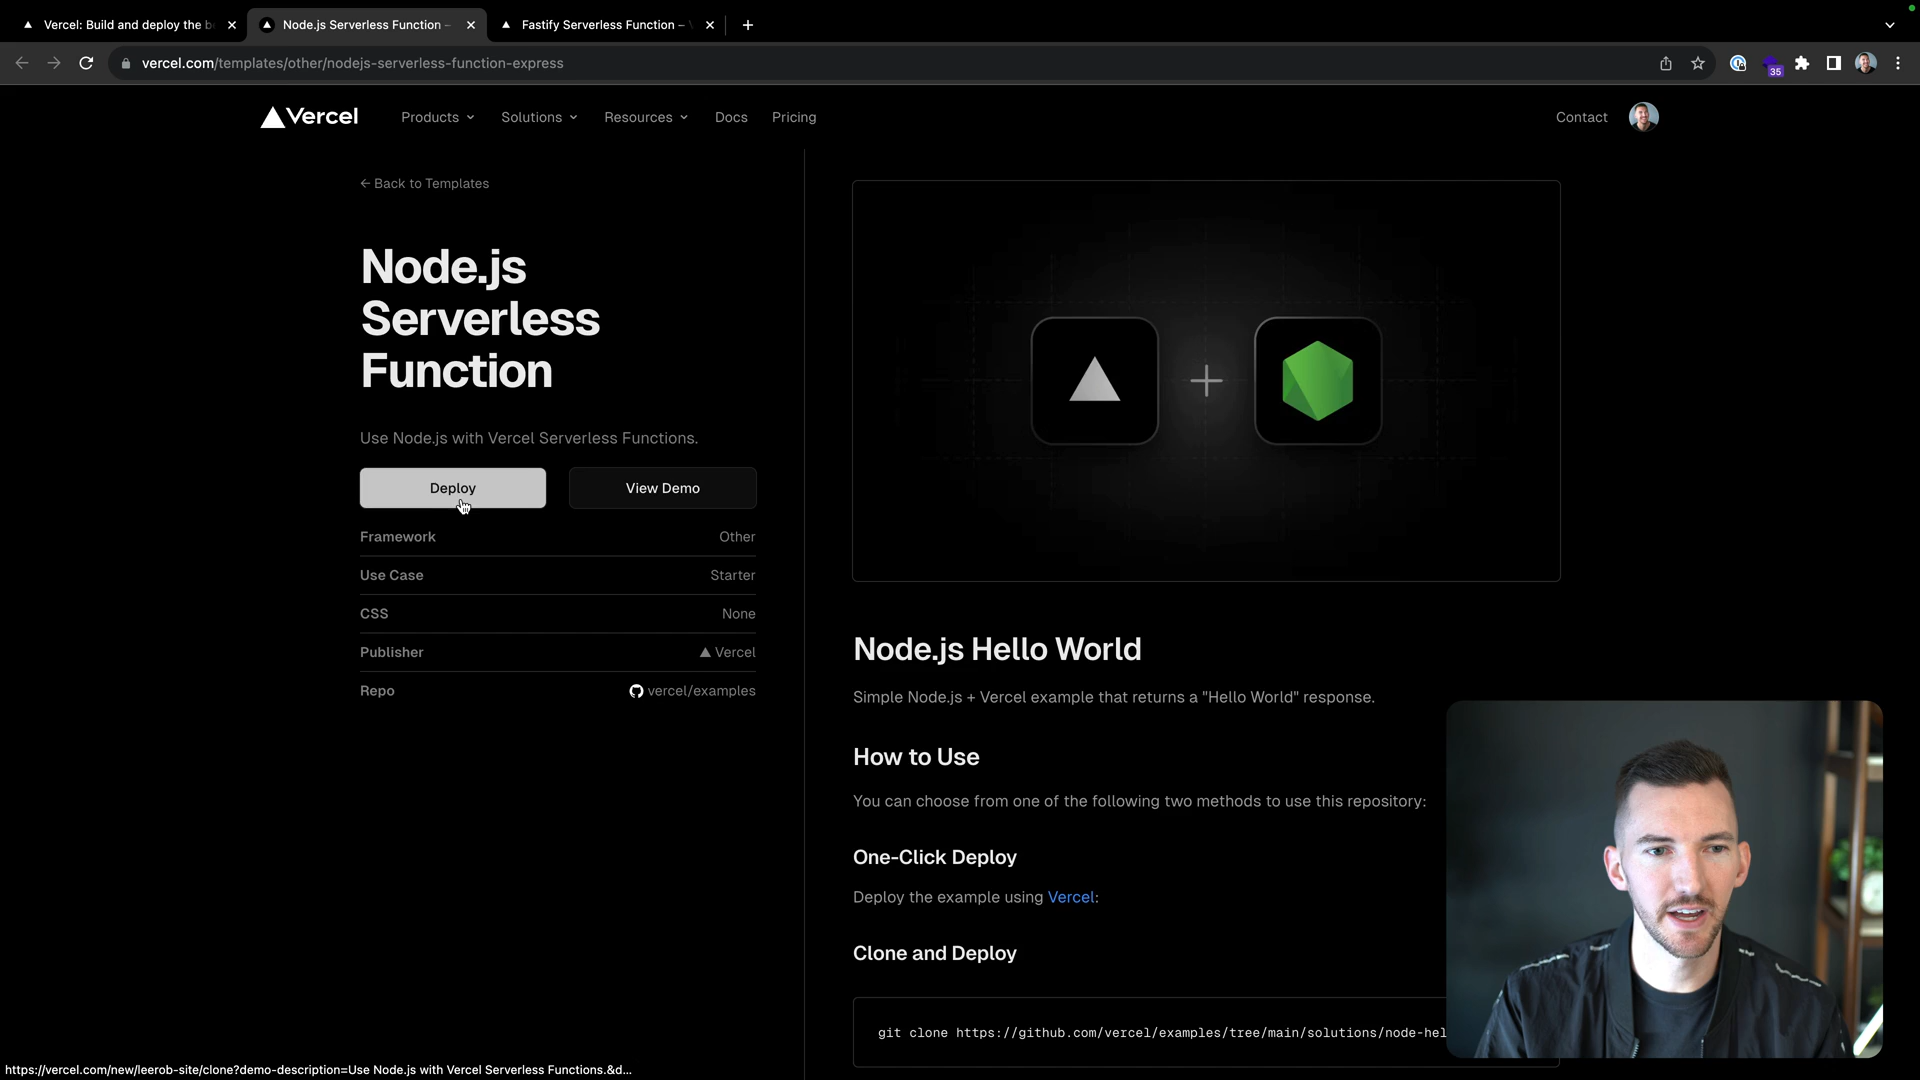 Vercel: Build and deploy the b
Node.js Serverless Function –
Fastify Serverless Function –
vercel.com/templates/other/nodejs-serverless-function-express
35
Vercel
Products
Solutions
Resources
Docs
Pricing
Contact
← Back to Templates
Node.js
Serverless
Function
Use Node.js with Vercel Serverless Functions.
Deploy
View Demo
Framework
Other
Use Case
Starter
CSS
None
Publisher
Vercel
Repo
vercel/examples
Node.js Hello World
Simple Node.js + Vercel example that returns a "Hello World" response.
How to Use
You can choose from one of the following two methods to use this repository:
One-Click Deploy
Deploy the example using Vercel:
Clone and Deploy
git clone https://github.com/vercel/examples/tree/main/solutions/node-hel
https://vercel.com/new/leerob-site/clone?demo-description=Use Node.js with Vercel Serverless Functions.&d...